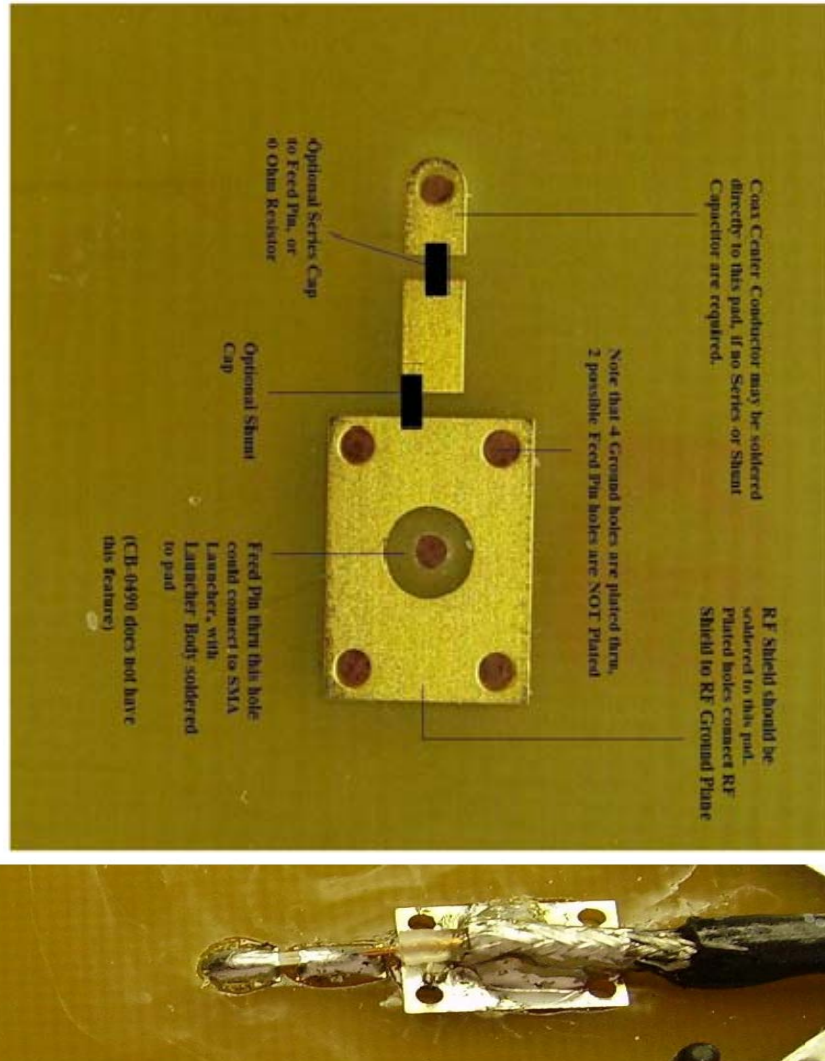 Coax Center Conductor may be soldered
directly to this pad, if no Series or Shunt
Capacitor are required.
RF Shield should be
soldered to this pad.
Plated holes connect RF
Shield to RF Ground Plane
Note that 4 Ground holes are plated thru,
2 possible Feed Pin holes are NOT Plated
Optional Series Cap
to Feed Pin, or
0 Ohm Resistor
Optional Shunt
Cap
Feed Pin thru this hole
could connect to SMA
Launcher, with
Launcher Body soldered
to pad
(CB-0490 does not have
this feature)